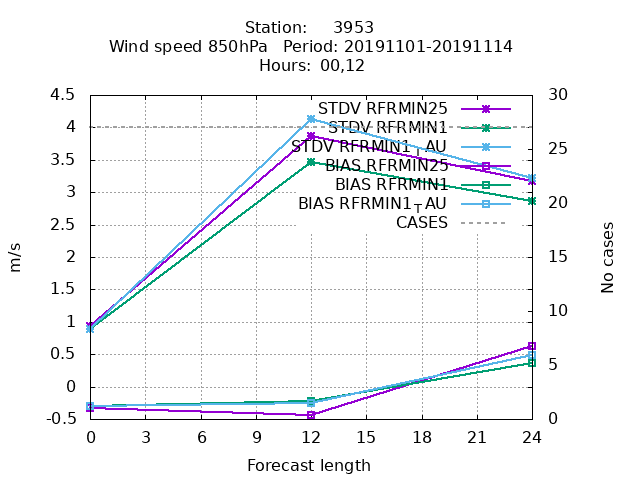 Station: 3953
Wind speed 850hPa Period: 20191101-20191114
Hours: 00,12
4.5
4
3.5
3
2.5
2
1.5
1
0.5
0
-0.5
m/s
STDV RFRMIN25
STDV RFRMIN1
STDV RFRMIN1_TAU
BIAS RFRMIN25
BIAS RFRMIN1
BIAS RFRMIN1_TAU
CASES
30
25
20
15
10
5
0
No cases
0 3 6 9 12 15 18 21 24
Forecast length